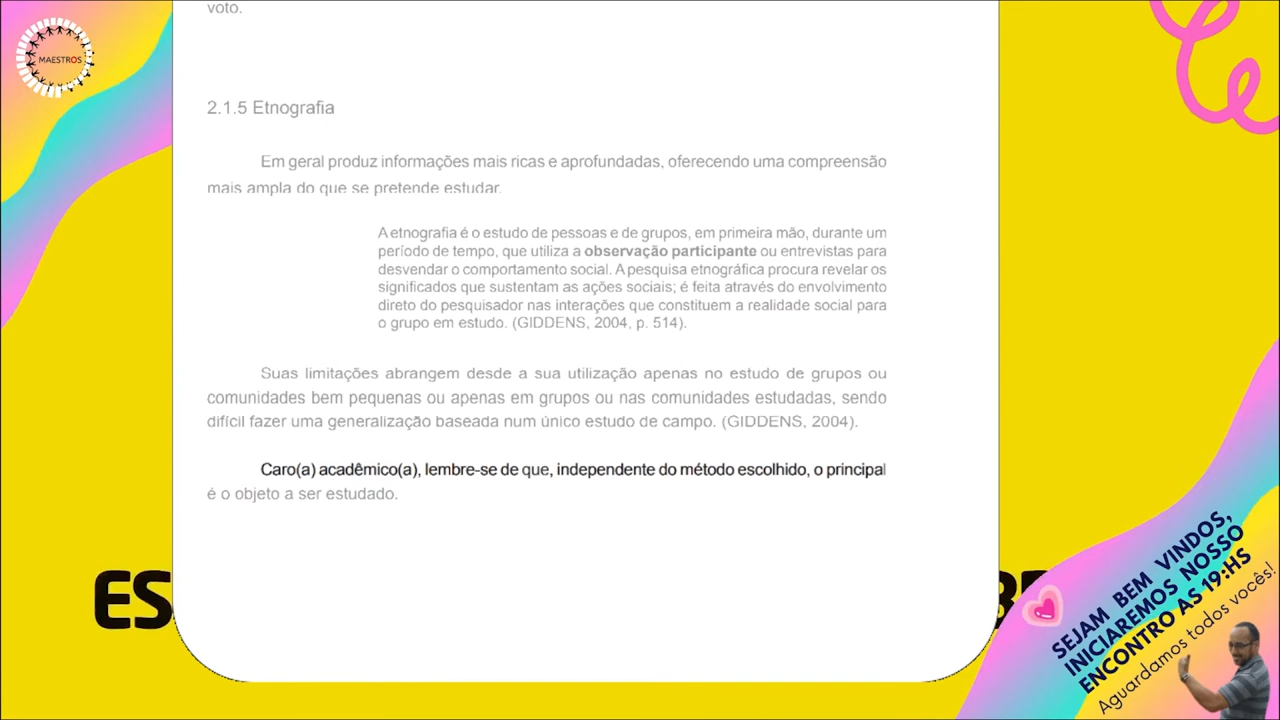 voto.
MAESTROS
2.1.5 Etnografia
Em geral produz informações mais ricas e aprofundadas, oferecendo uma compreensão
mais ampla do que se pretende estudar.
A etnografia é o estudo de pessoas e de grupos, em primeira mão, durante um
período de tempo, que utiliza a observação participante ou entrevistas para
desvendar o comportamento social. A pesquisa etnográfica procura revelar os
significados que sustentam as ações sociais; é feita através do envolvimento
direto do pesquisador nas interações que constituem a realidade social para
o grupo em estudo. (GIDDENS, 2004, p. 514).
Suas limitações abrangem desde a sua utilização apenas no estudo de grupos ou
comunidades bem pequenas ou apenas em grupos ou nas comunidades estudadas, sendo
difícil fazer uma generalização baseada num único estudo de campo. (GIDDENS, 2004).
Caro(a) acadêmico(a), lembre-se de que, independente do método escolhido, o principal
é o objeto a ser estudado.
ES
SEJAM BEM VINDOS,
INICIAREMOS NOSSO
ENCONTRO AS 19:HS
Aguardamos todos vocês!